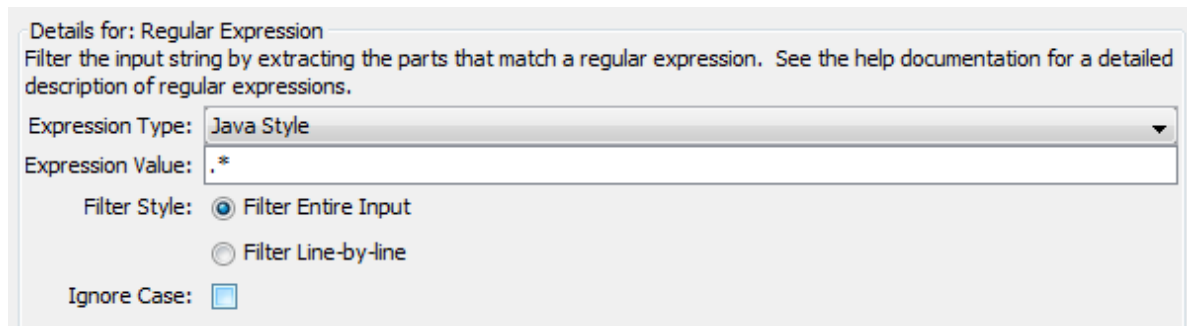 Details for: Regular Expression
Filter the input string by extracting the parts that match a regular expression.  See the help documentation for a detailed
description of regular expressions.
Expression Type: Java Style
Expression Value: .*
Filter Style: Filter Entire Input
Filter Line-by-line
Ignore Case: